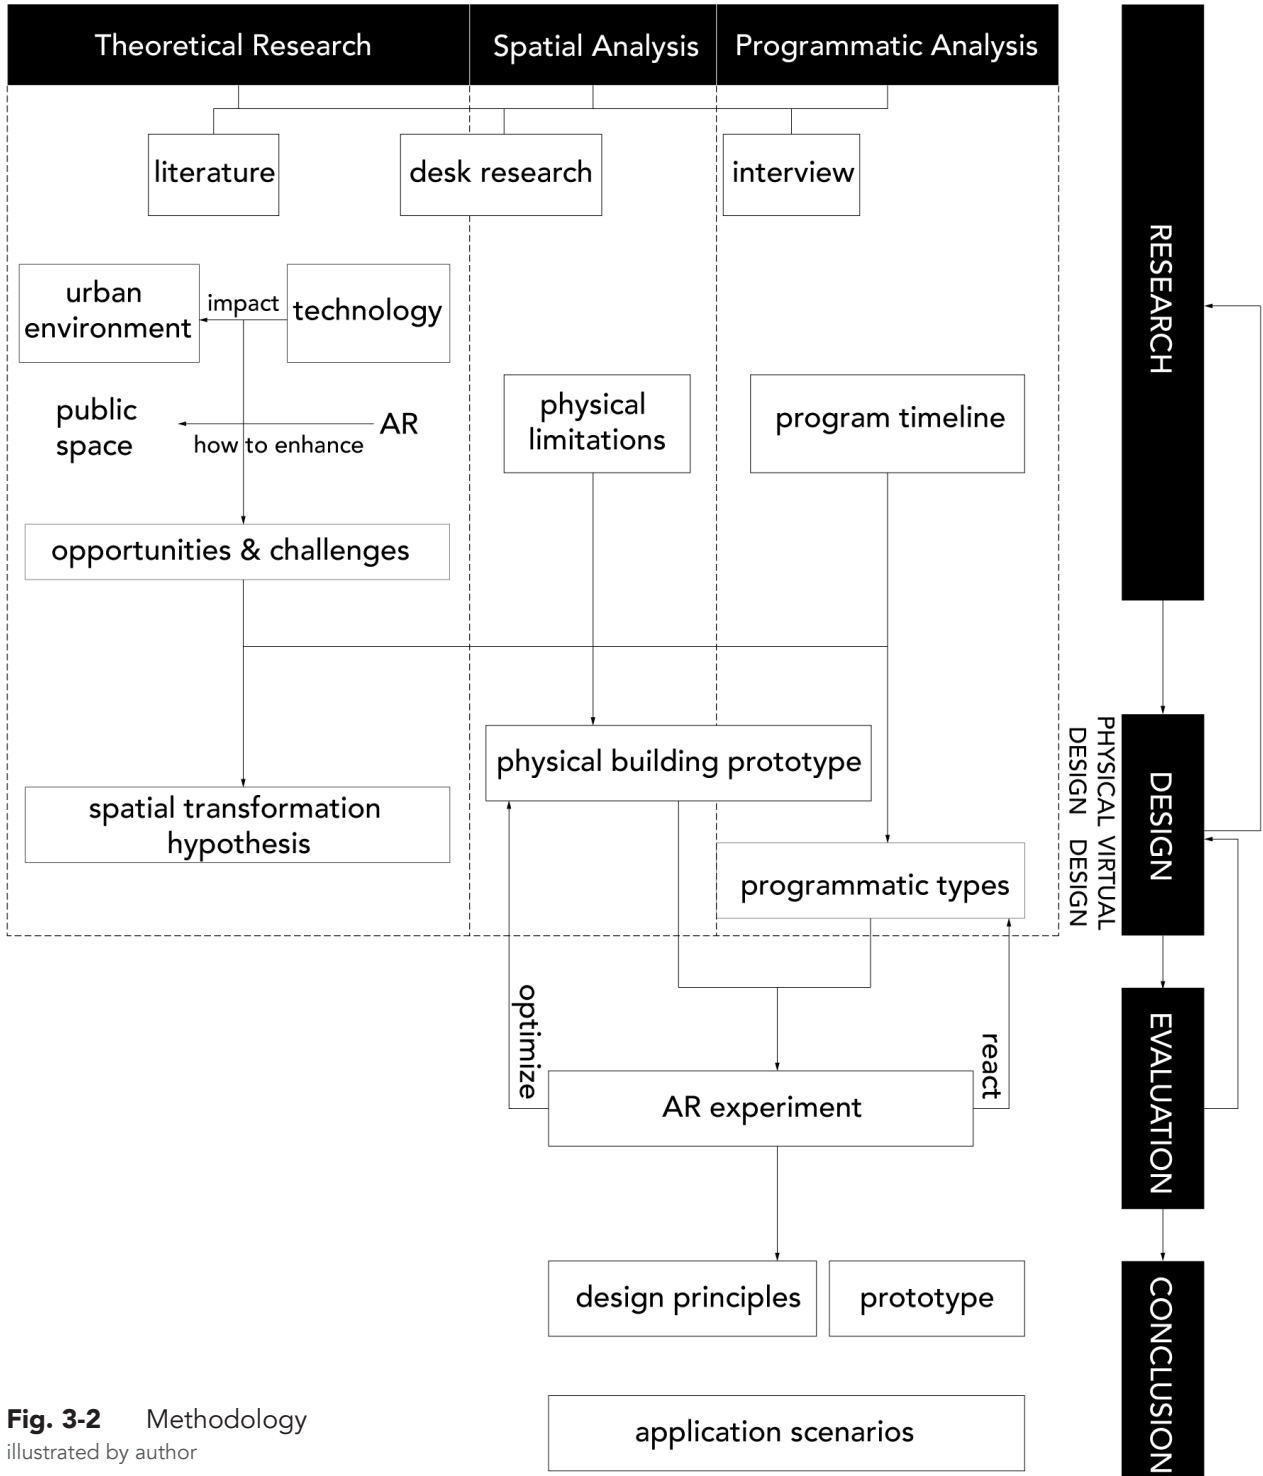 Theoretical Research
Spatial Analysis
Programmatic Analysis
literature
desk research
interview
urban
environment
impact
technology
public
space
how to enhance
AR
physical
limitations
program timeline
opportunities & challenges
physical building prototype
spatial transformation
hypothesis
programmatic types
optimize
react
AR experiment
design principles
prototype
application scenarios
RESEARCH
PHYSICAL VIRTUAL
DESIGN DESIGN
DESIGN
EVALUATION
CONCLUSION
Fig. 3-2 Methodology
illustrated by author